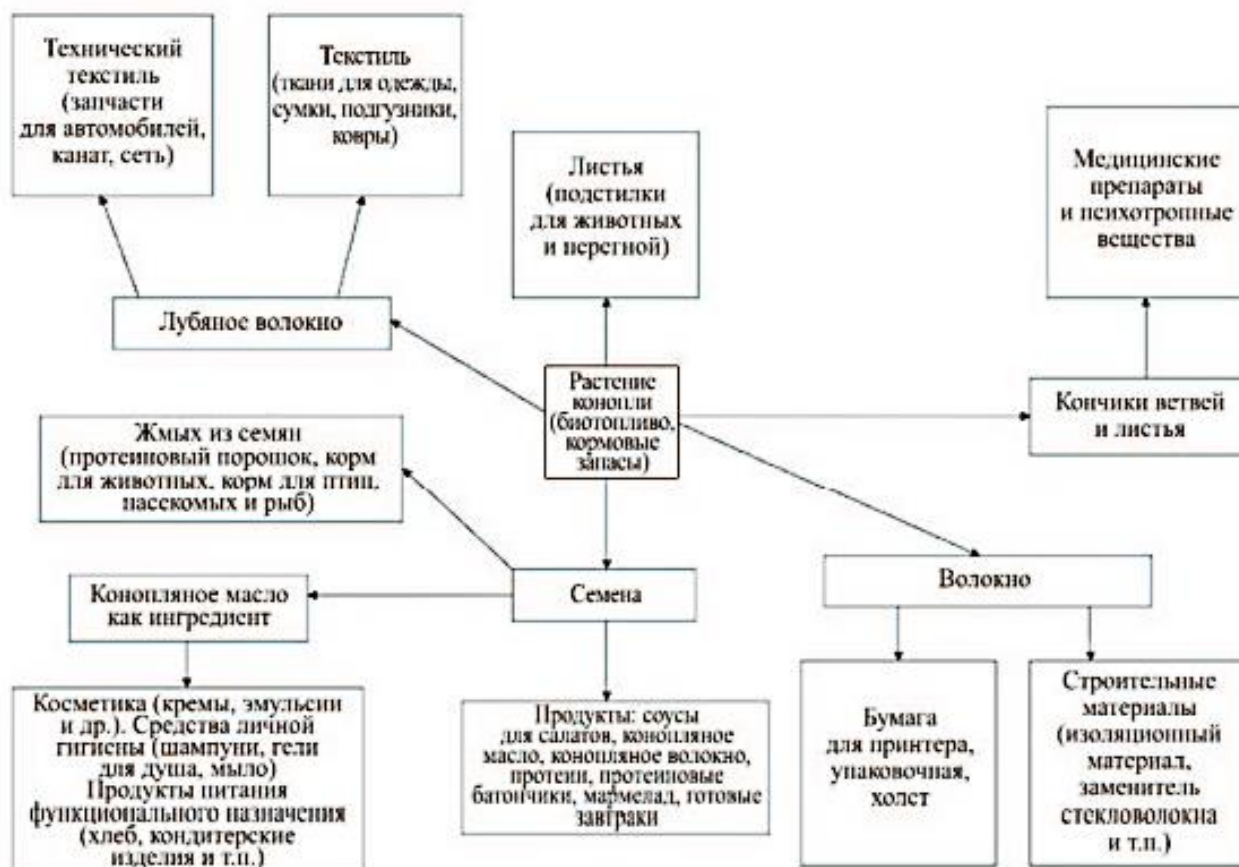 Технический
текстиль
(запчасти
для автомобилей,
канат, сеть)
Текстиль
(ткани для одежды,
сумки, подгузники,
ковры)
Листья
(подстилки
для животных
и перегной)
Медицинские
препараты
и психотропные
вещества
Лубяное волокно
Растение
конопли
(биотопливо,
кормовые
запасы)
Кончики ветвей
и листья
Жмых из семян
(протеиновый порошок, корм
для животных, корм для птиц,
насекомых и рыб)
Конопляное масло
как ингредиент
Семена
Волокно
Косметика (кремы, эмульсии
и др.). Средства личной
гигиены (шампуни, гели
для душа, мыло)
Продукты питания
функционального назначения
(хлеб, кондитерские
изделия и т.п.)
Продукты: соусы
для салатов, конопляное
масло, конопляное волокно,
протеин, протеиновые
батончики, мармелад, готовые
завтраки
Бумага
для принтера,
упаковочная,
холст
Строительные
материалы
(изоляционный
материал,
заменитель
стекловолокна
и т.п.)